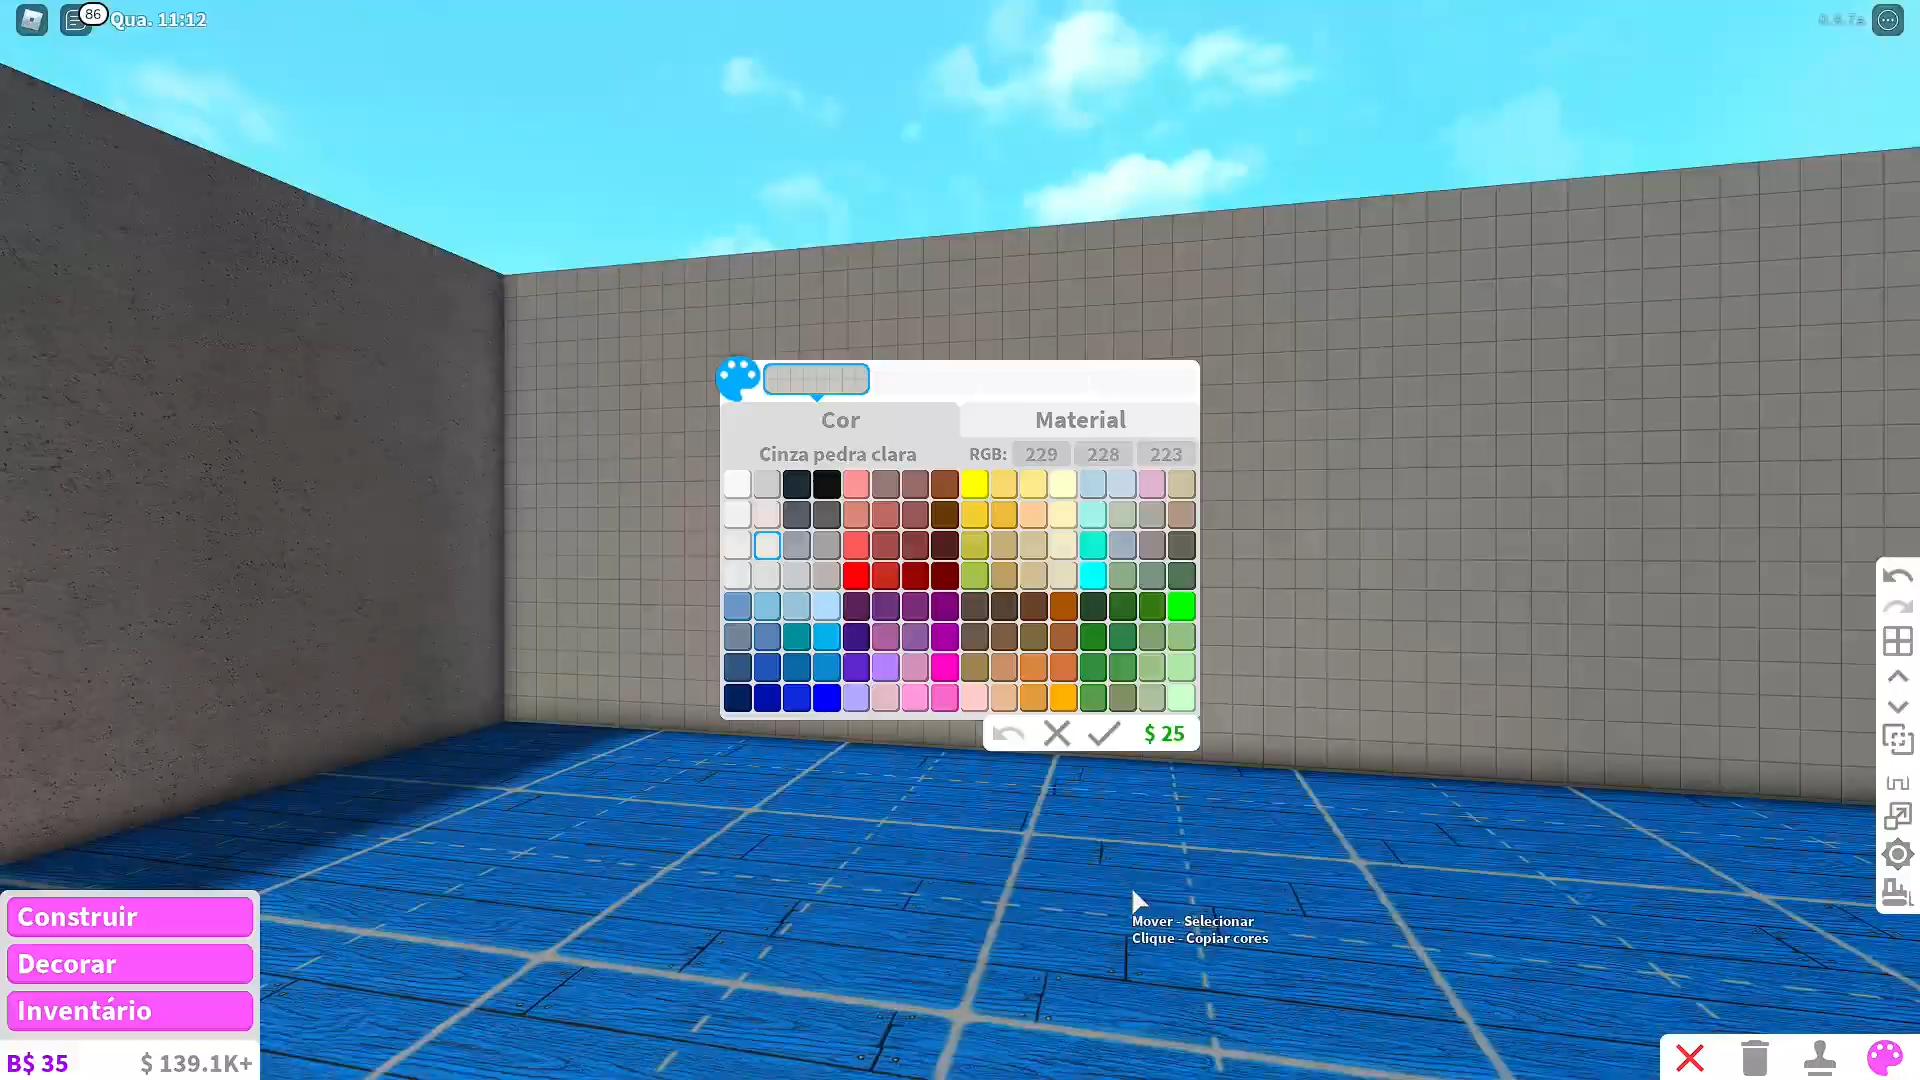 86
Qua. 11:12
Cor
Material
Cinza pedra clara
RGB: 229 228 223
$ 25
Mover - Selecionar
Clique - Copiar cores
Construir
Decorar
Inventário
B$ 35
$ 139.1K+